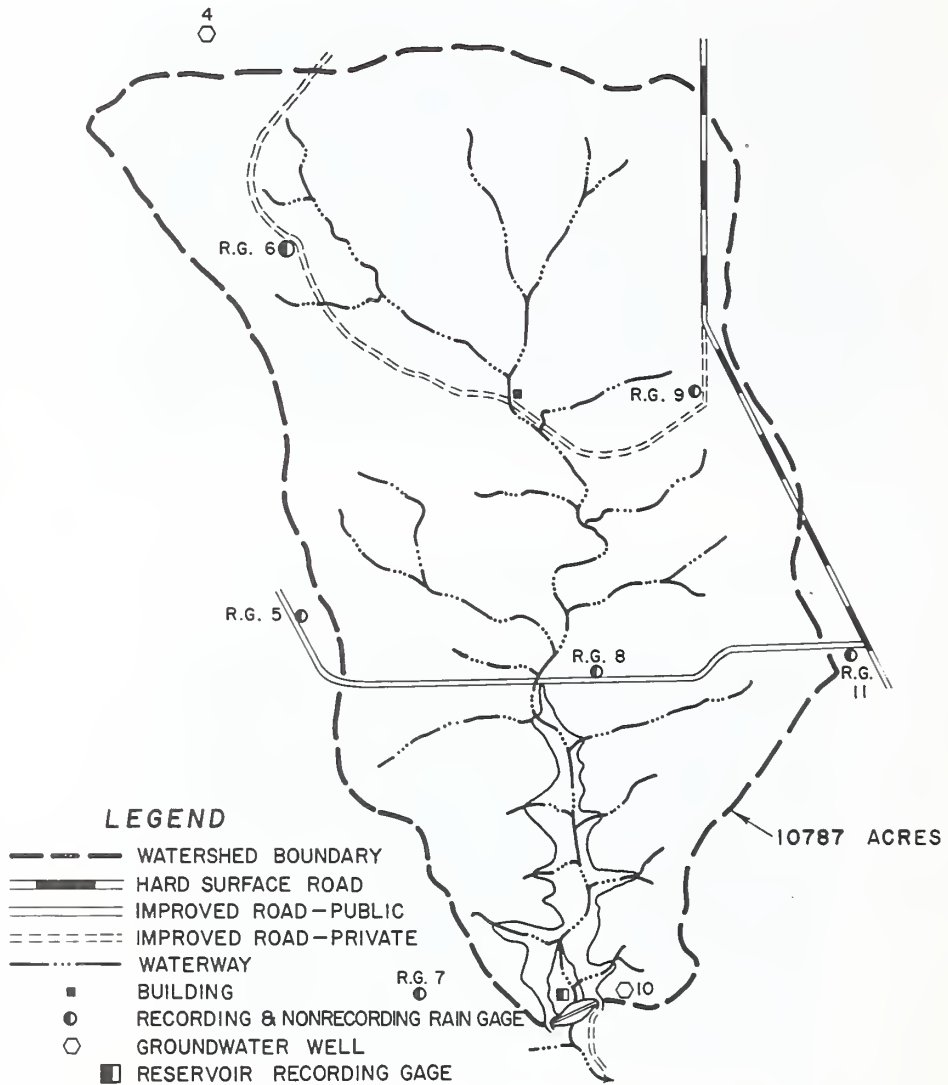 4
R.G. 6
R.G. 9
R.G. 5
R.G. 8
R.G.
11
10787 ACRES
LEGEND
WATERSHED BOUNDARY
HARD SURFACE ROAD
IMPROVED ROAD-PUBLIC
IMPROVED ROAD-PRIVATE
WATERWAY
BUILDING
RECORDING & NONRECORDING RAIN GAGE
GROUNDWATER WELL
RESERVOIR RECORDING GAGE
R.G. 7
10